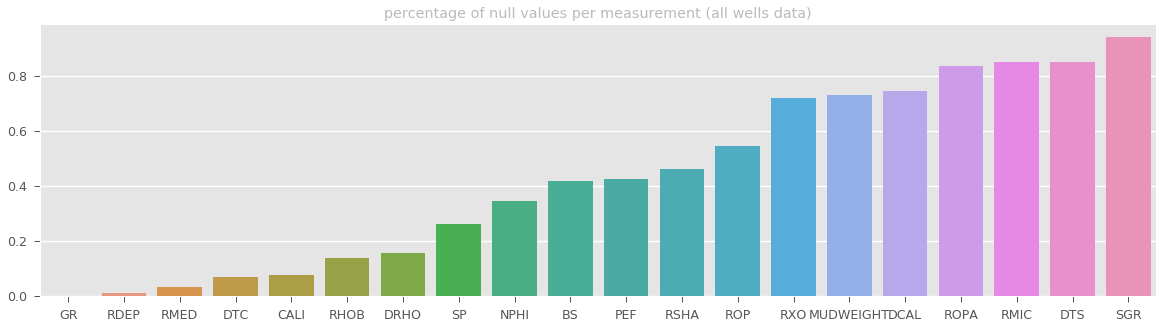 percentage of null values per measurement (all wells data)
0.8
0.6
0.4
0.2
0.0
GR RDEP RMED DTC CALI RHOB DRHO SP NPHI BS PEF RSHA ROP RXO MUDWEIGHT DCAL ROPA RMIC DTS SGR